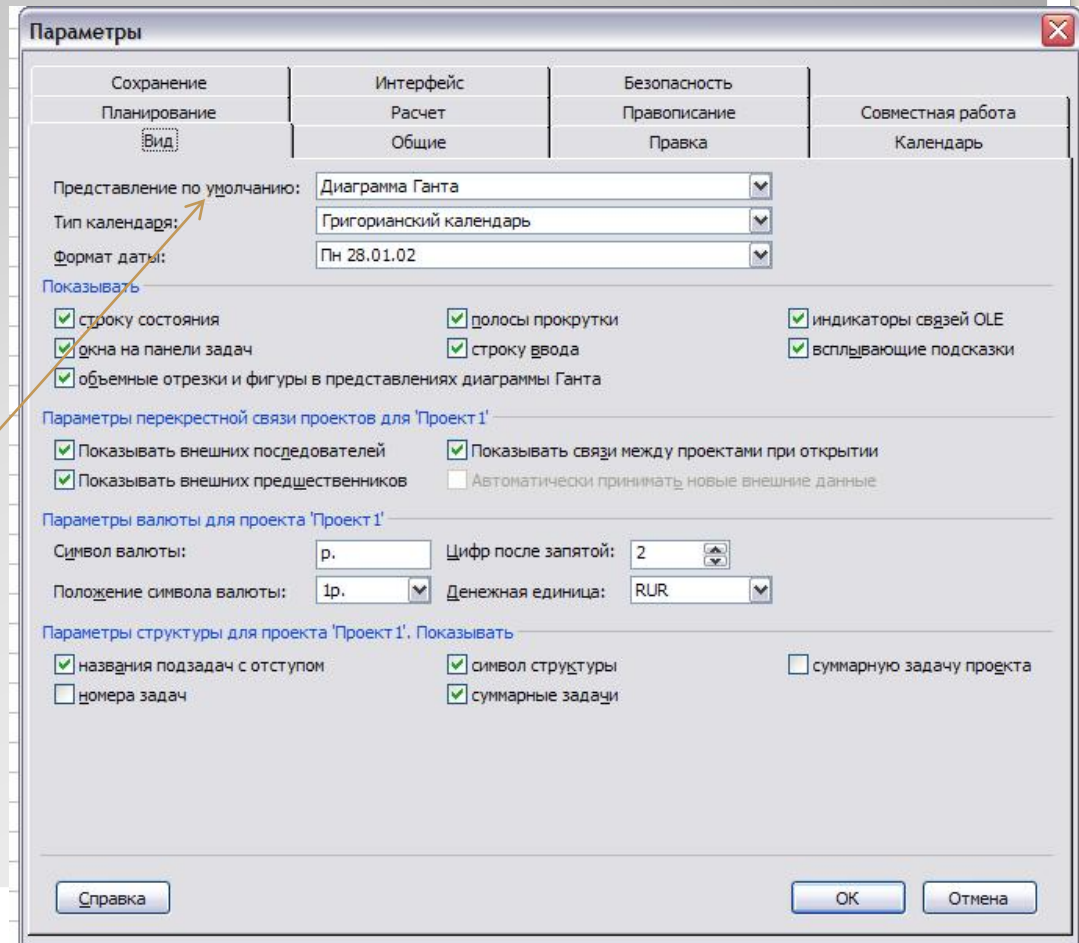 Параметры
Сохранение Интерфейс Безопасность
Планирование Расчет Правописание Совместная работа
Вид Общие Правка Календарь
Представление по умолчанию: Диаграмма Ганта
Тип календаря: Григорианский календарь
Формат даты: Пн 28.01.02
Показывать
строку состояния полосы прокрутки индикаторы связей OLE
окна на панели задач строку ввода всплывающие подсказки
объемные отрезки и фигуры в представлениях диаграммы Ганта
Параметры перекрестной связи проектов для 'Проект1'
Показывать внешних последователей Показывать связи между проектами при открытии
Показывать внешних предшественников Автоматически принимать новые внешние данные
Параметры валюты для проекта 'Проект1'
Символ валюты: р. Цифр после запятой: 2
Положение символа валюты: 1р. Денежная единица: RUR
Параметры структуры для проекта 'Проект1'. Показывать
названия подзадач с отступом символ структуры суммарную задачу проекта
номера задач суммарные задачи
Справка ОК Отмена